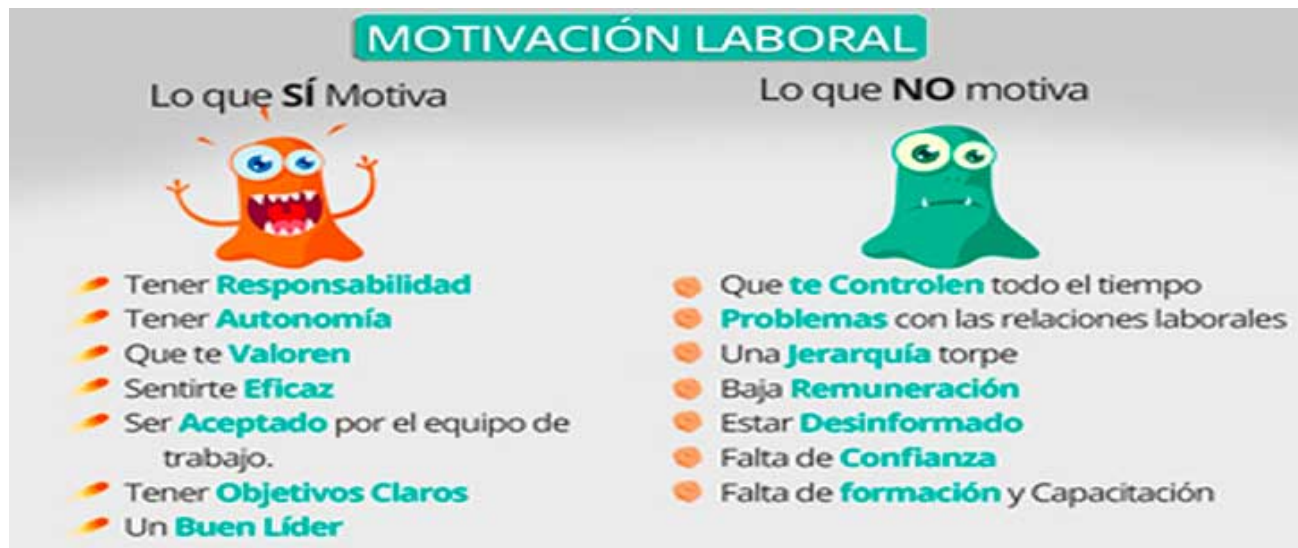 MOTIVACIÓN LABORAL
Lo que SÍ Motiva
Tener Responsabilidad
Tener Autonomía
Que te Valoren
Sentirte Eficaz
Ser Aceptado por el equipo de
trabajo.
Tener Objetivos Claros
Un Buen Líder
Lo que NO motiva
Que te Controlen todo el tiempo
Problemas con las relaciones laborales
Una Jerarquía torpe
Baja Remuneración
Estar Desinformado
Falta de Confianza
Falta de formación y Capacitación